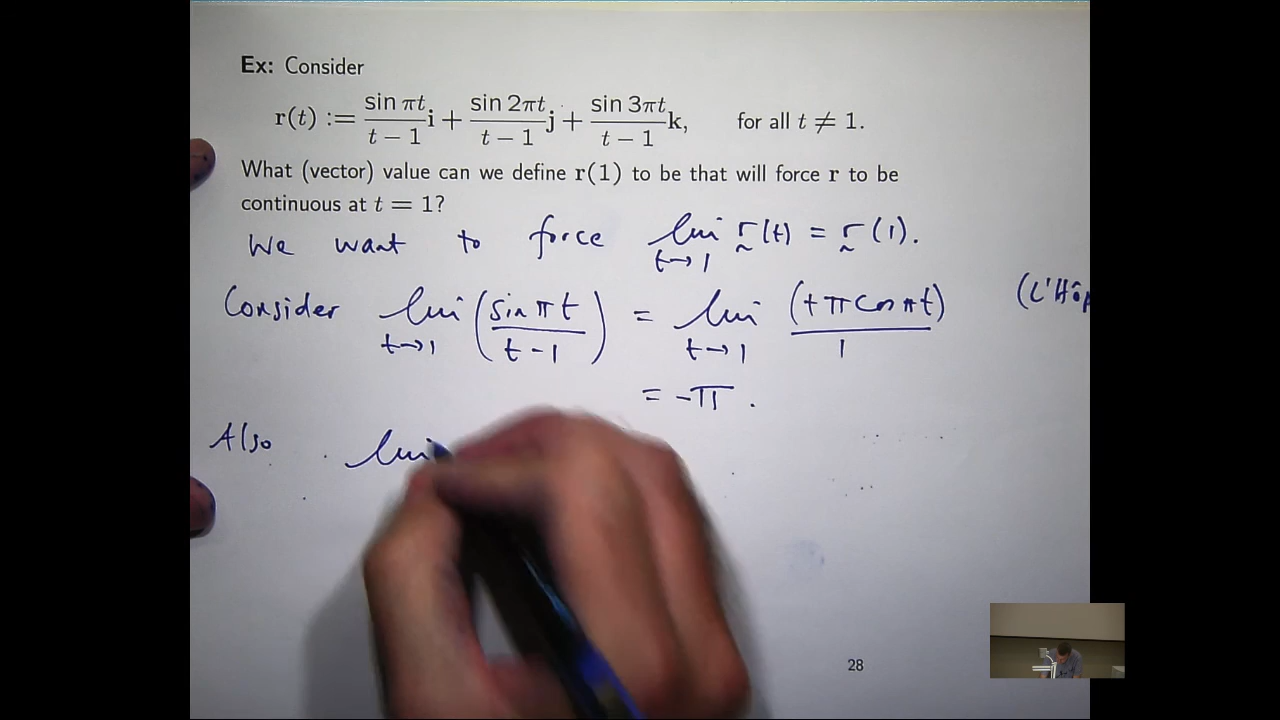 Ex: Consider
r(t) := sin πt / t − 1 i + sin 2πt / t − 1 j + sin 3πt / t − 1 k, for all t ≠ 1.
What (vector) value can we define r(1) to be that will force r to be
continuous at t = 1?
We want to force lim t→1 r(t) = r(1).
Consider lim t→1 (sin πt / t − 1) = lim t→1 (+π cos πt) / 1 (L'Hôp
= −π.
Also lim
28